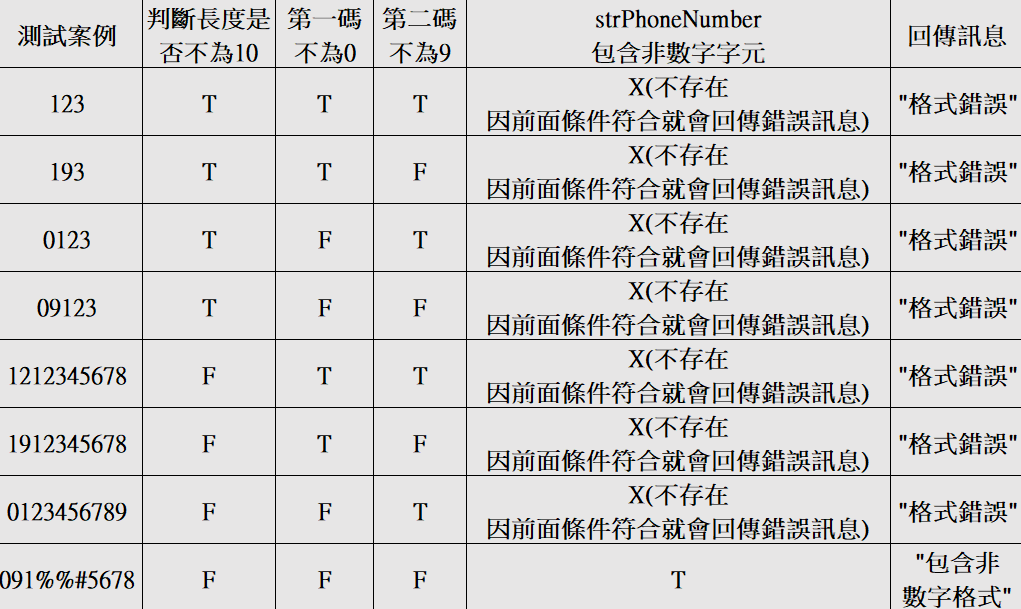 測試案例
判斷長度是
否不為10
第一碼
不為0
第二碼
不為9
strPhoneNumber
包含非數字字元
回傳訊息
123
T
T
T
X(不存在
因前面條件符合就會回傳錯誤訊息)
"格式錯誤"
193
T
T
F
X(不存在
因前面條件符合就會回傳錯誤訊息)
"格式錯誤"
0123
T
F
T
X(不存在
因前面條件符合就會回傳錯誤訊息)
"格式錯誤"
09123
T
F
F
X(不存在
因前面條件符合就會回傳錯誤訊息)
"格式錯誤"
1212345678
F
T
T
X(不存在
因前面條件符合就會回傳錯誤訊息)
"格式錯誤"
1912345678
F
T
F
X(不存在
因前面條件符合就會回傳錯誤訊息)
"格式錯誤"
0123456789
F
F
T
X(不存在
因前面條件符合就會回傳錯誤訊息)
"格式錯誤"
091%%#5678
F
F
F
T
"包含非
數字格式"